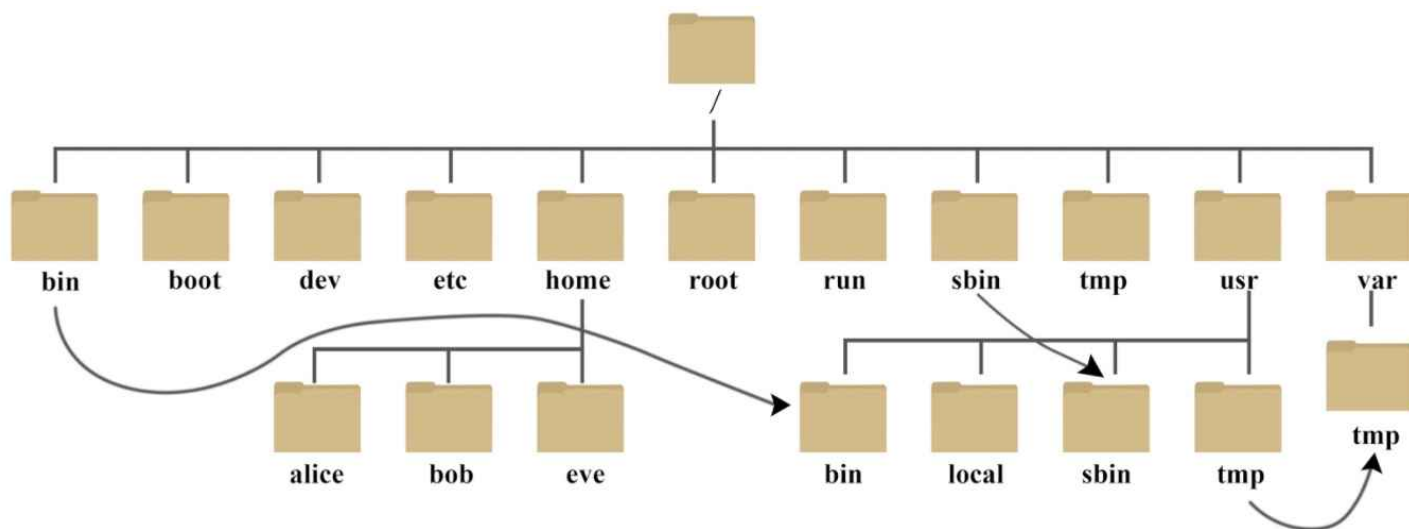 /
bin boot dev etc home root run sbin tmp usr var
tmp
alice bob eve bin local sbin tmp